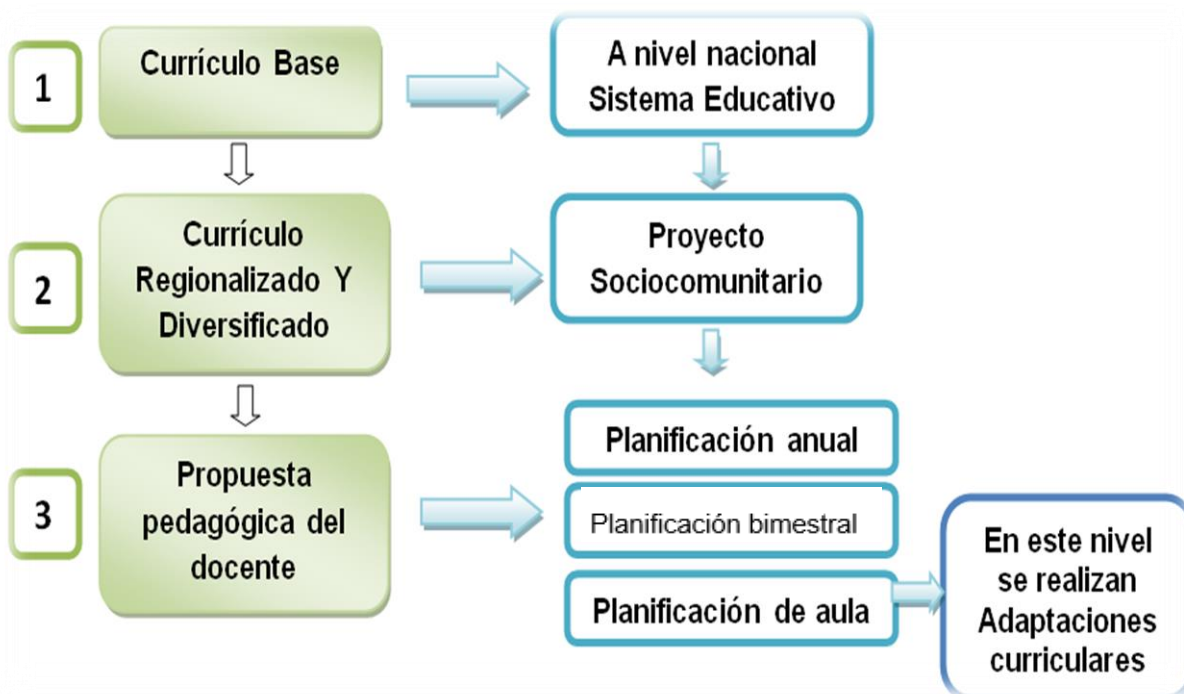 1
Currículo Base
A nivel nacional
Sistema Educativo
2
Currículo
Regionalizado Y
Diversificado
Proyecto
Sociocomunitario
3
Propuesta
pedagógica del
docente
Planificación anual
Planificación bimestral
Planificación de aula
En este nivel
se realizan
Adaptaciones
curriculares